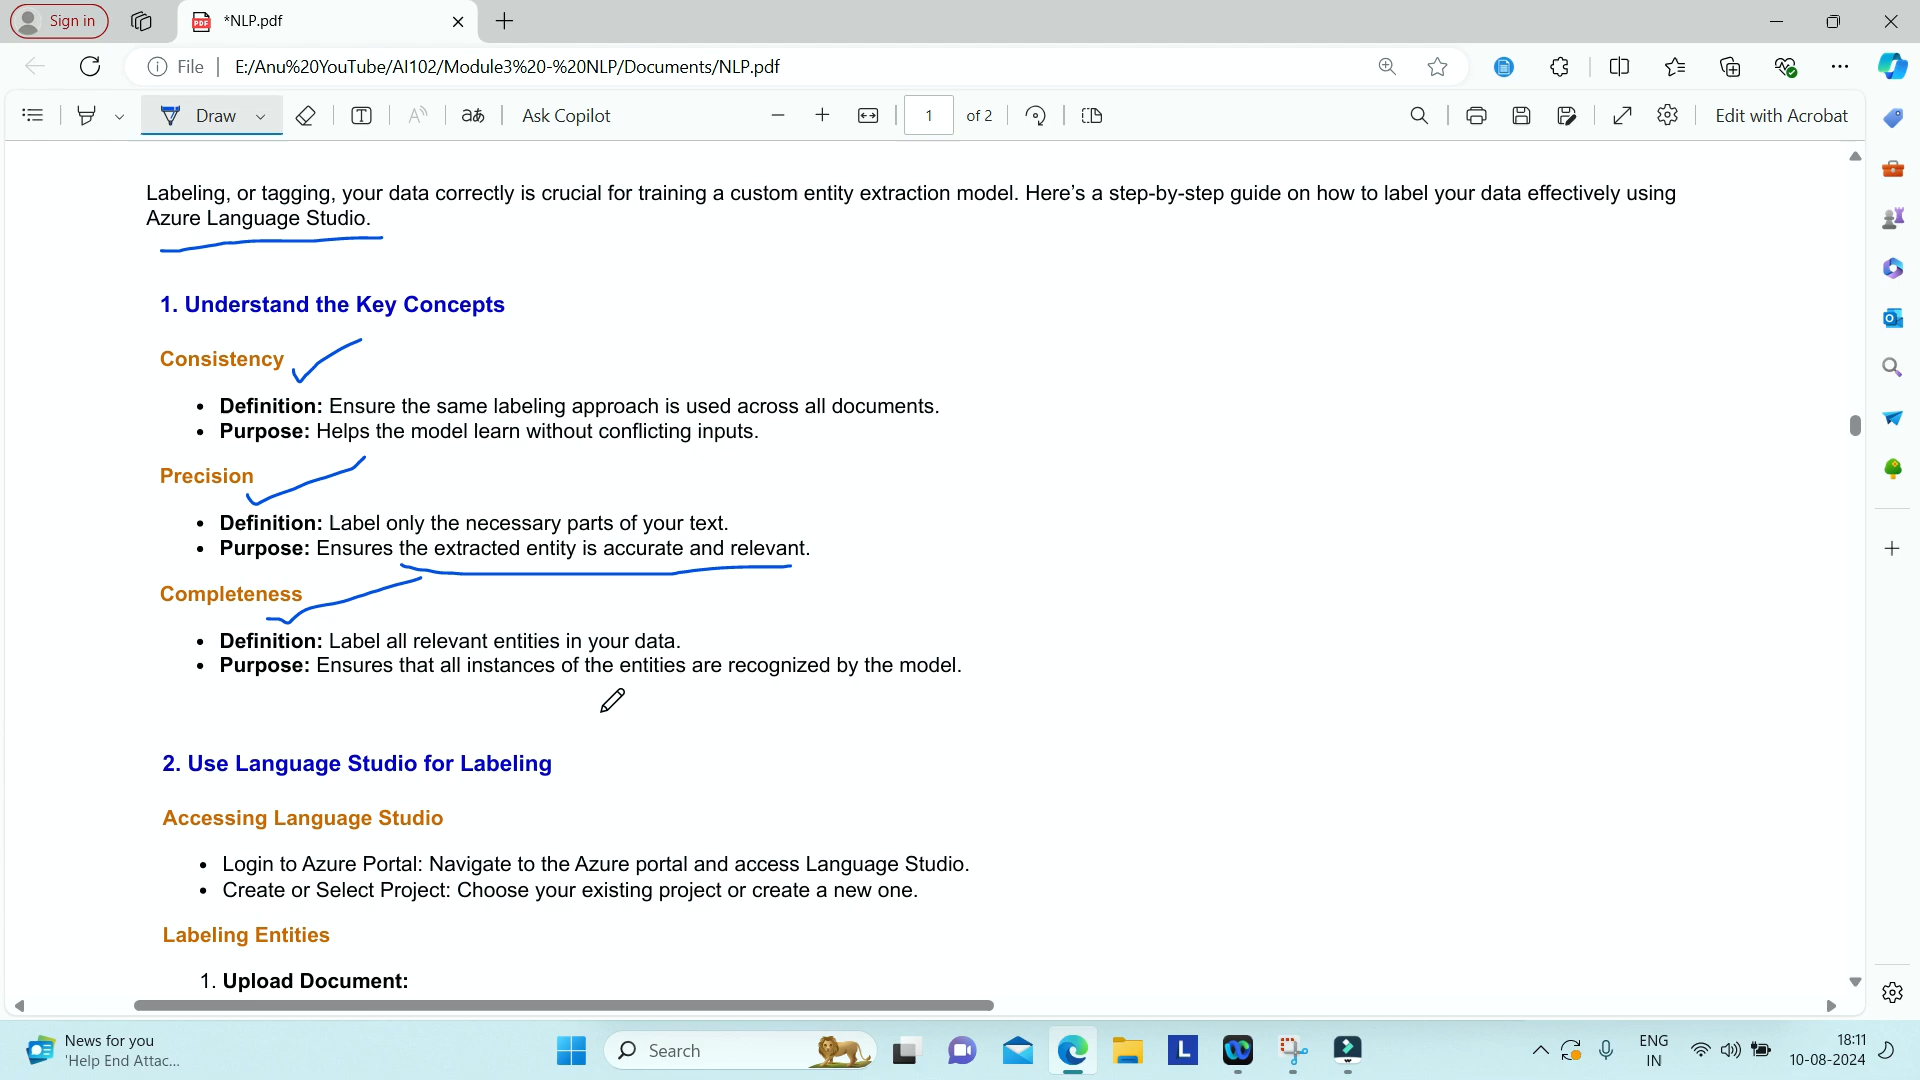 Sign in
*NLP.pdf
File
E:/Anu%20YouTube/AI102/Module3%20-%20NLP/Documents/NLP.pdf
Draw
T
A
aあ
Ask Copilot
1
of 2
Edit with Acrobat
Labeling, or tagging, your data correctly is crucial for training a custom entity extraction model. Here’s a step-by-step guide on how to label your data effectively using
Azure Language Studio.
1. Understand the Key Concepts
Consistency
• Definition: Ensure the same labeling approach is used across all documents.
• Purpose: Helps the model learn without conflicting inputs.
Precision
• Definition: Label only the necessary parts of your text.
• Purpose: Ensures the extracted entity is accurate and relevant.
Completeness
• Definition: Label all relevant entities in your data.
• Purpose: Ensures that all instances of the entities are recognized by the model.
2. Use Language Studio for Labeling
Accessing Language Studio
• Login to Azure Portal: Navigate to the Azure portal and access Language Studio.
• Create or Select Project: Choose your existing project or create a new one.
Labeling Entities
1. Upload Document:
News for you
'Help End Attac...
Search
L
ENG
IN
18:11
10-08-2024